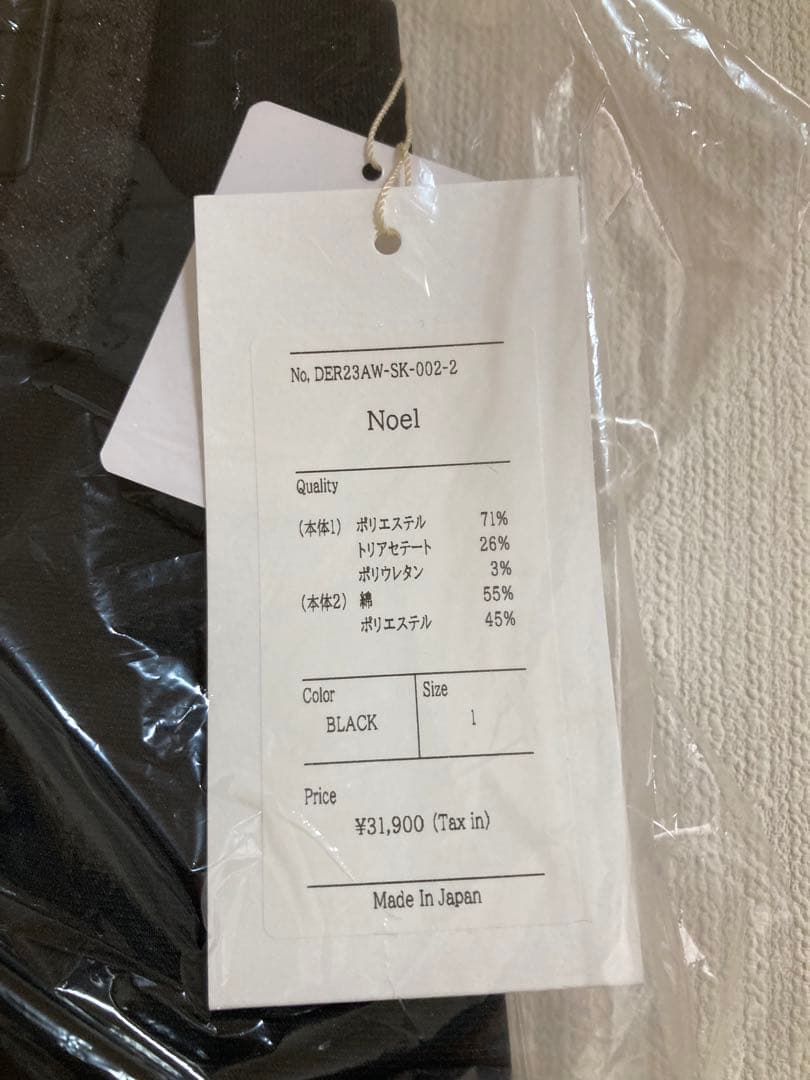 No, DER23AW-SK-002-2
Noel
Quality
(本体1) ポリエステル 71%
トリアセテート 26%
ポリウレタン 3%
(本体2) 綿 55%
ポリエステル 45%
Color
BLACK
Size
1
Price
¥31,900 (Tax in)
Made In Japan